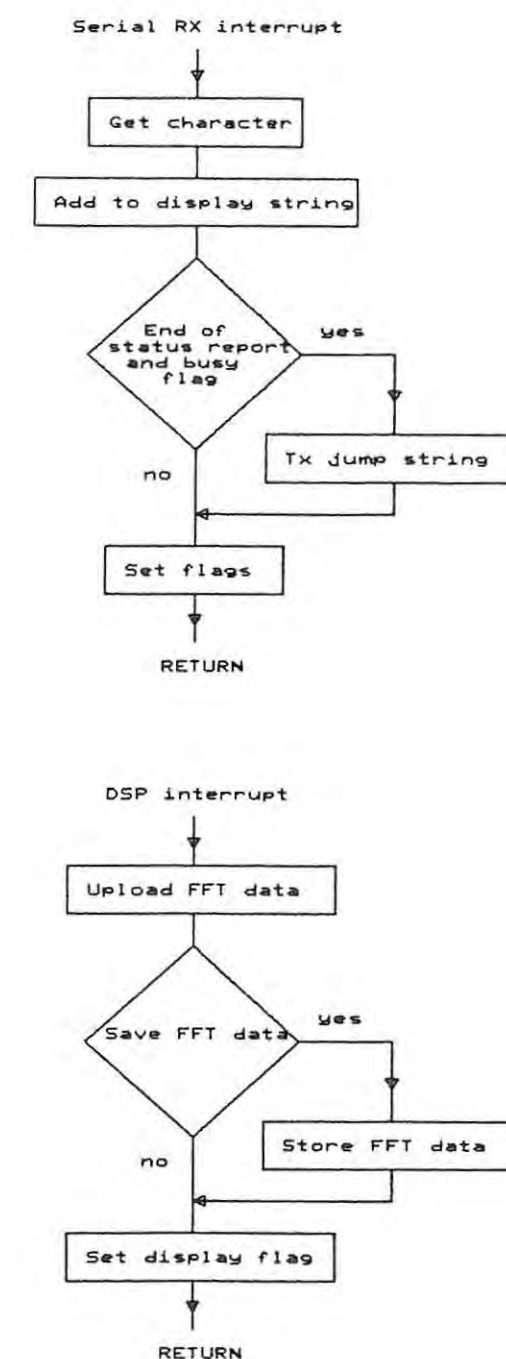 Serial RX interrupt
Get character
Add to display string
End of
status report
and busy
flag
yes
Tx jump string
no
Set flags
RETURN
DSP interrupt
Upload FFT data
Save FFT data
yes
Store FFT data
no
Set display flag
RETURN